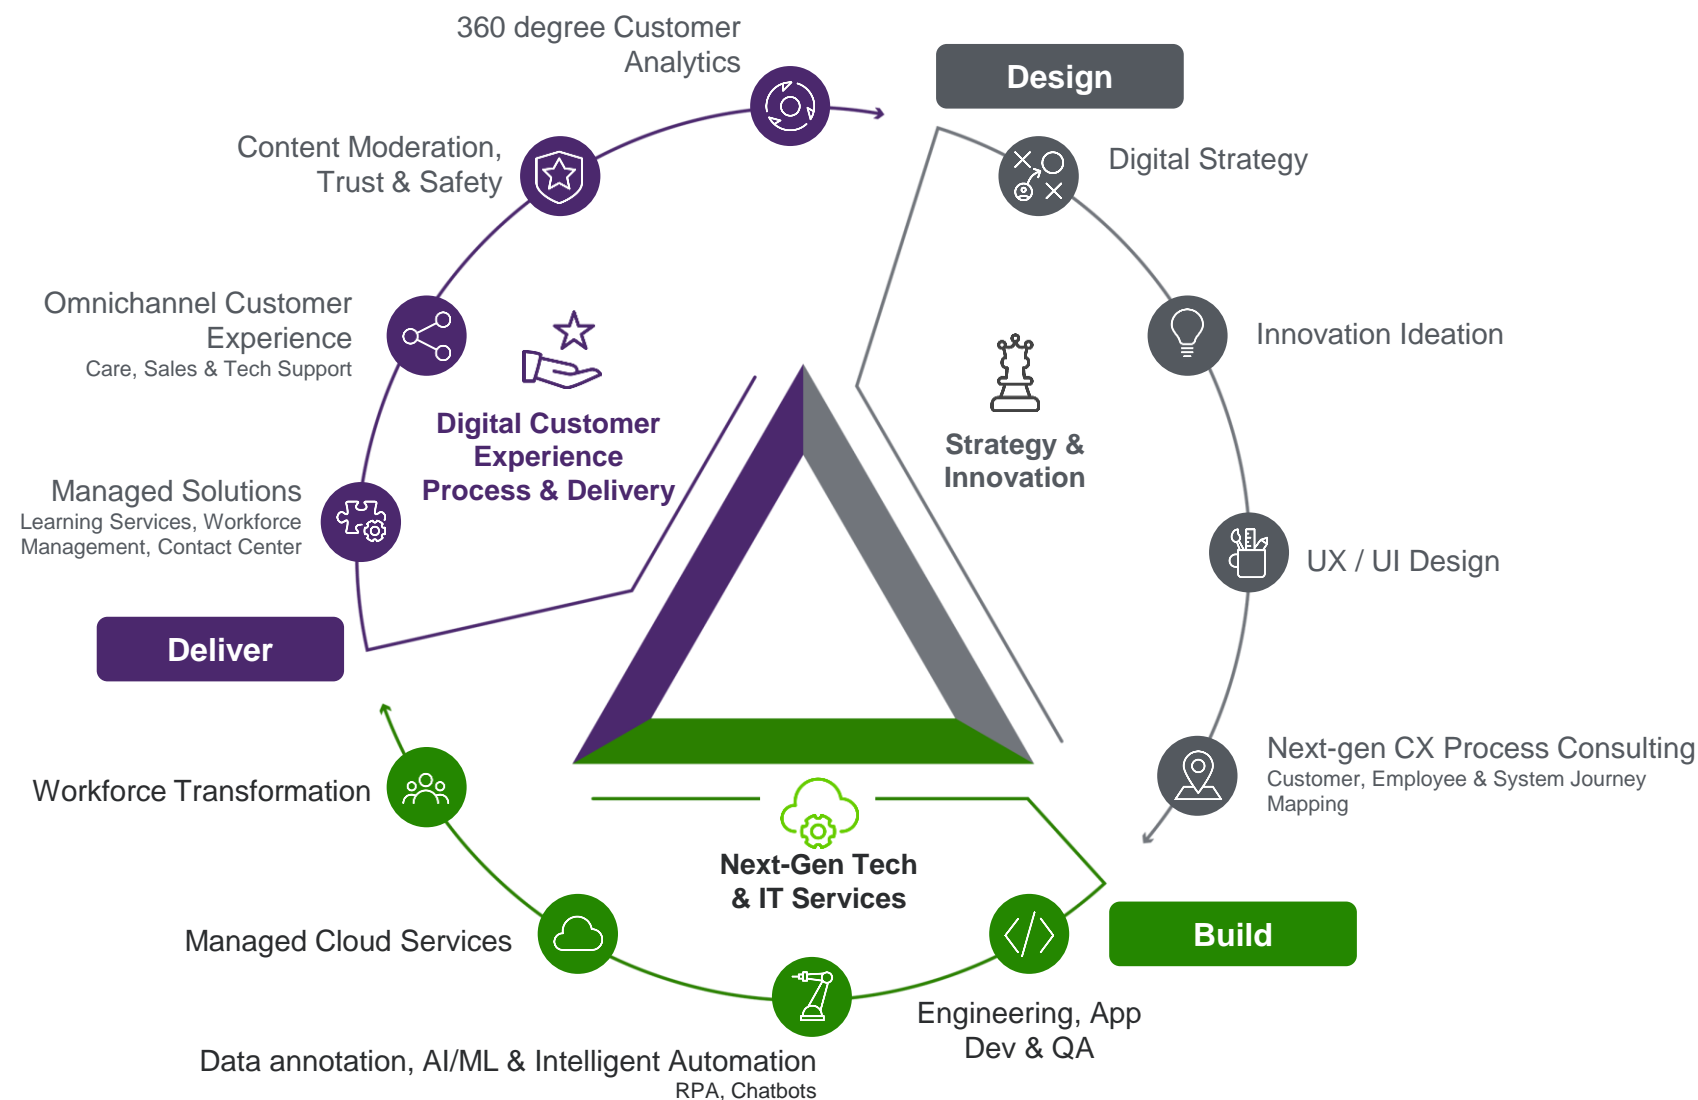 360 degree Customer
Analytics
Design
Content Moderation,
Trust & Safety
Digital Strategy
Omnichannel Customer
Experience
Care, Sales & Tech Support
Innovation Ideation
Digital Customer
Experience
Process & Delivery
Strategy &
Innovation
Managed Solutions
Learning Services, Workforce
Management, Contact Center
UX / UI Design
Deliver
Next-gen CX Process Consulting
Customer, Employee & System Journey
Mapping
Workforce Transformation
Next-Gen Tech
& IT Services
Managed Cloud Services
Build
Engineering, App
Dev & QA
Data annotation, AI/ML & Intelligent Automation
RPA, Chatbots